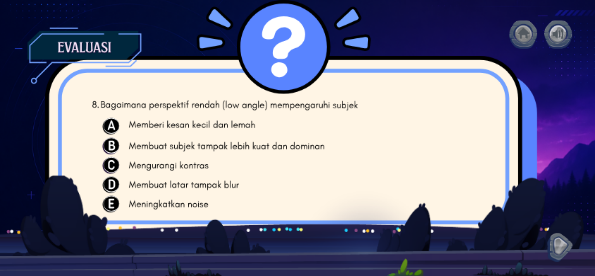 EVALUASI
?
8. Bagaimana perspektif rendah (low angle) mempengaruhi subjek
A Memberi kesan kecil dan lemah
B Membuat subjek tampak lebih kuat dan dominan
C Mengurangi kontras
D Membuat latar tampak blur
E Meningkatkan noise